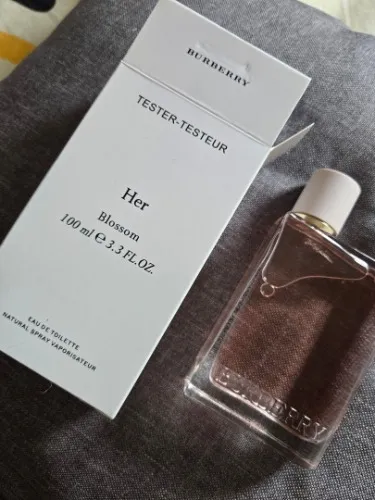 BURBERRY
TESTER-TESTEUR
Her
Blossom
100 ml e 3.3 FL.OZ.
EAU DE TOILETTE
NATURAL SPRAY VAPORISATEUR
BURBERRY